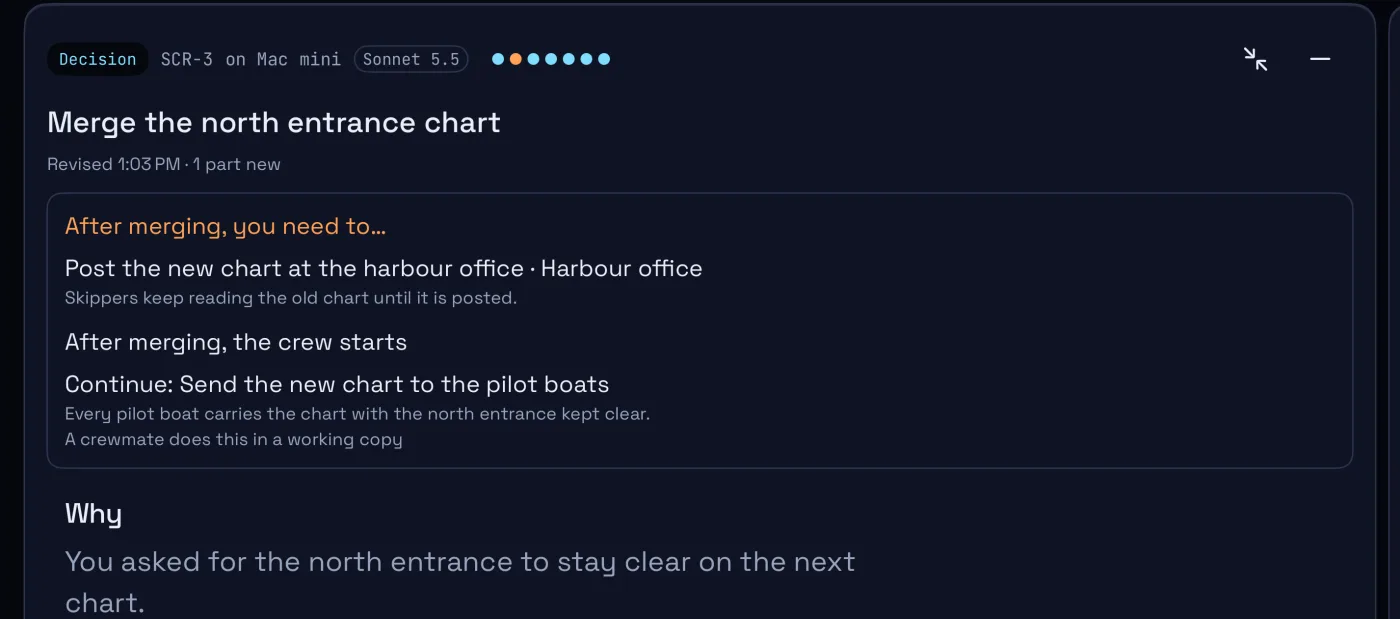 Decision SCR-3 on Mac mini Sonnet 5.5
Merge the north entrance chart
Revised 1:03 PM · 1 part new
After merging, you need to…
Post the new chart at the harbour office · Harbour office
Skippers keep reading the old chart until it is posted.
After merging, the crew starts
Continue: Send the new chart to the pilot boats
Every pilot boat carries the chart with the north entrance kept clear.
A crewmate does this in a working copy
Why
You asked for the north entrance to stay clear on the next
chart.